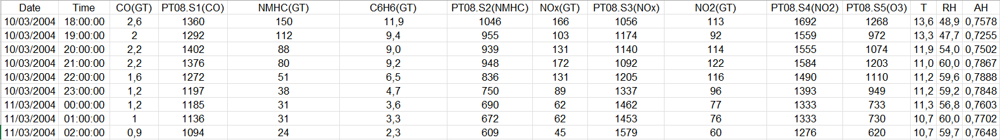 Date Time CO(GT) PT08.S1(CO) NMHC(GT) C6H6(GT) PT08.S2(NMHC) NOx(GT) PT08.S3(NOx) NO2(GT) PT08.S4(NO2) PT08.S5(O3) T RH AH
10/03/2004 18:00:00 2,6 1360 150 11,9 1046 166 1056 113 1692 1268 13,6 48,9 0,7578
10/03/2004 19:00:00 2 1292 112 9,4 955 103 1174 92 1559 972 13,3 47,7 0,7255
10/03/2004 20:00:00 2,2 1402 88 9,0 939 131 1140 114 1555 1074 11,9 54,0 0,7502
10/03/2004 21:00:00 2,2 1376 80 9,2 948 172 1092 122 1584 1203 11,0 60,0 0,7867
10/03/2004 22:00:00 1,6 1272 51 6,5 836 131 1205 116 1490 1110 11,2 59,6 0,7888
10/03/2004 23:00:00 1,2 1197 38 4,7 750 89 1337 96 1393 949 11,2 59,2 0,7848
11/03/2004 00:00:00 1,2 1185 31 3,6 690 62 1462 77 1333 733 11,3 56,8 0,7603
11/03/2004 01:00:00 1 1136 31 3,3 672 62 1453 76 1333 730 10,7 60,0 0,7702
11/03/2004 02:00:00 0,9 1094 24 2,3 609 45 1579 60 1276 620 10,7 59,7 0,7648